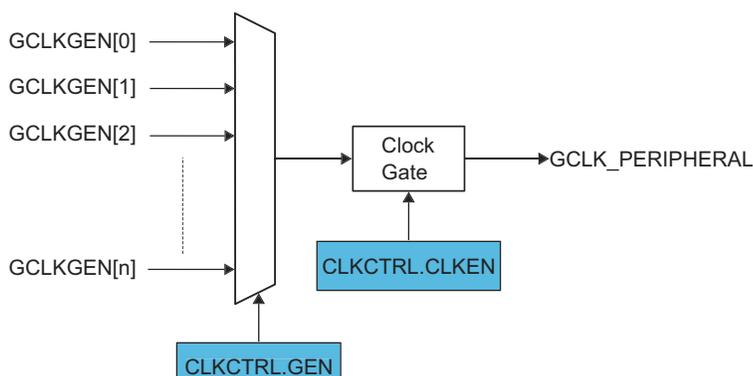 GCLKGEN[0]
GCLKGEN[1]
GCLKGEN[2]
Clock
Gate
GCLK_PERIPHERAL
GCLKGEN[n]
CLKCTRL.CLKEN
CLKCTRL.GEN